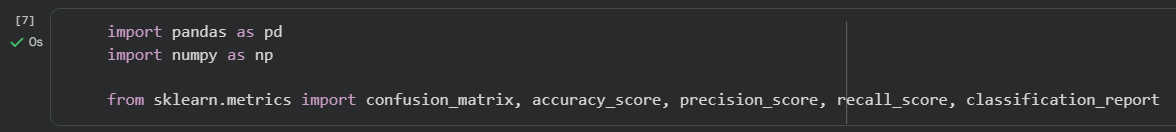 [7]
0s
import pandas as pd
import numpy as np
from sklearn.metrics import confusion_matrix, accuracy_score, precision_score, recall_score, classification_report